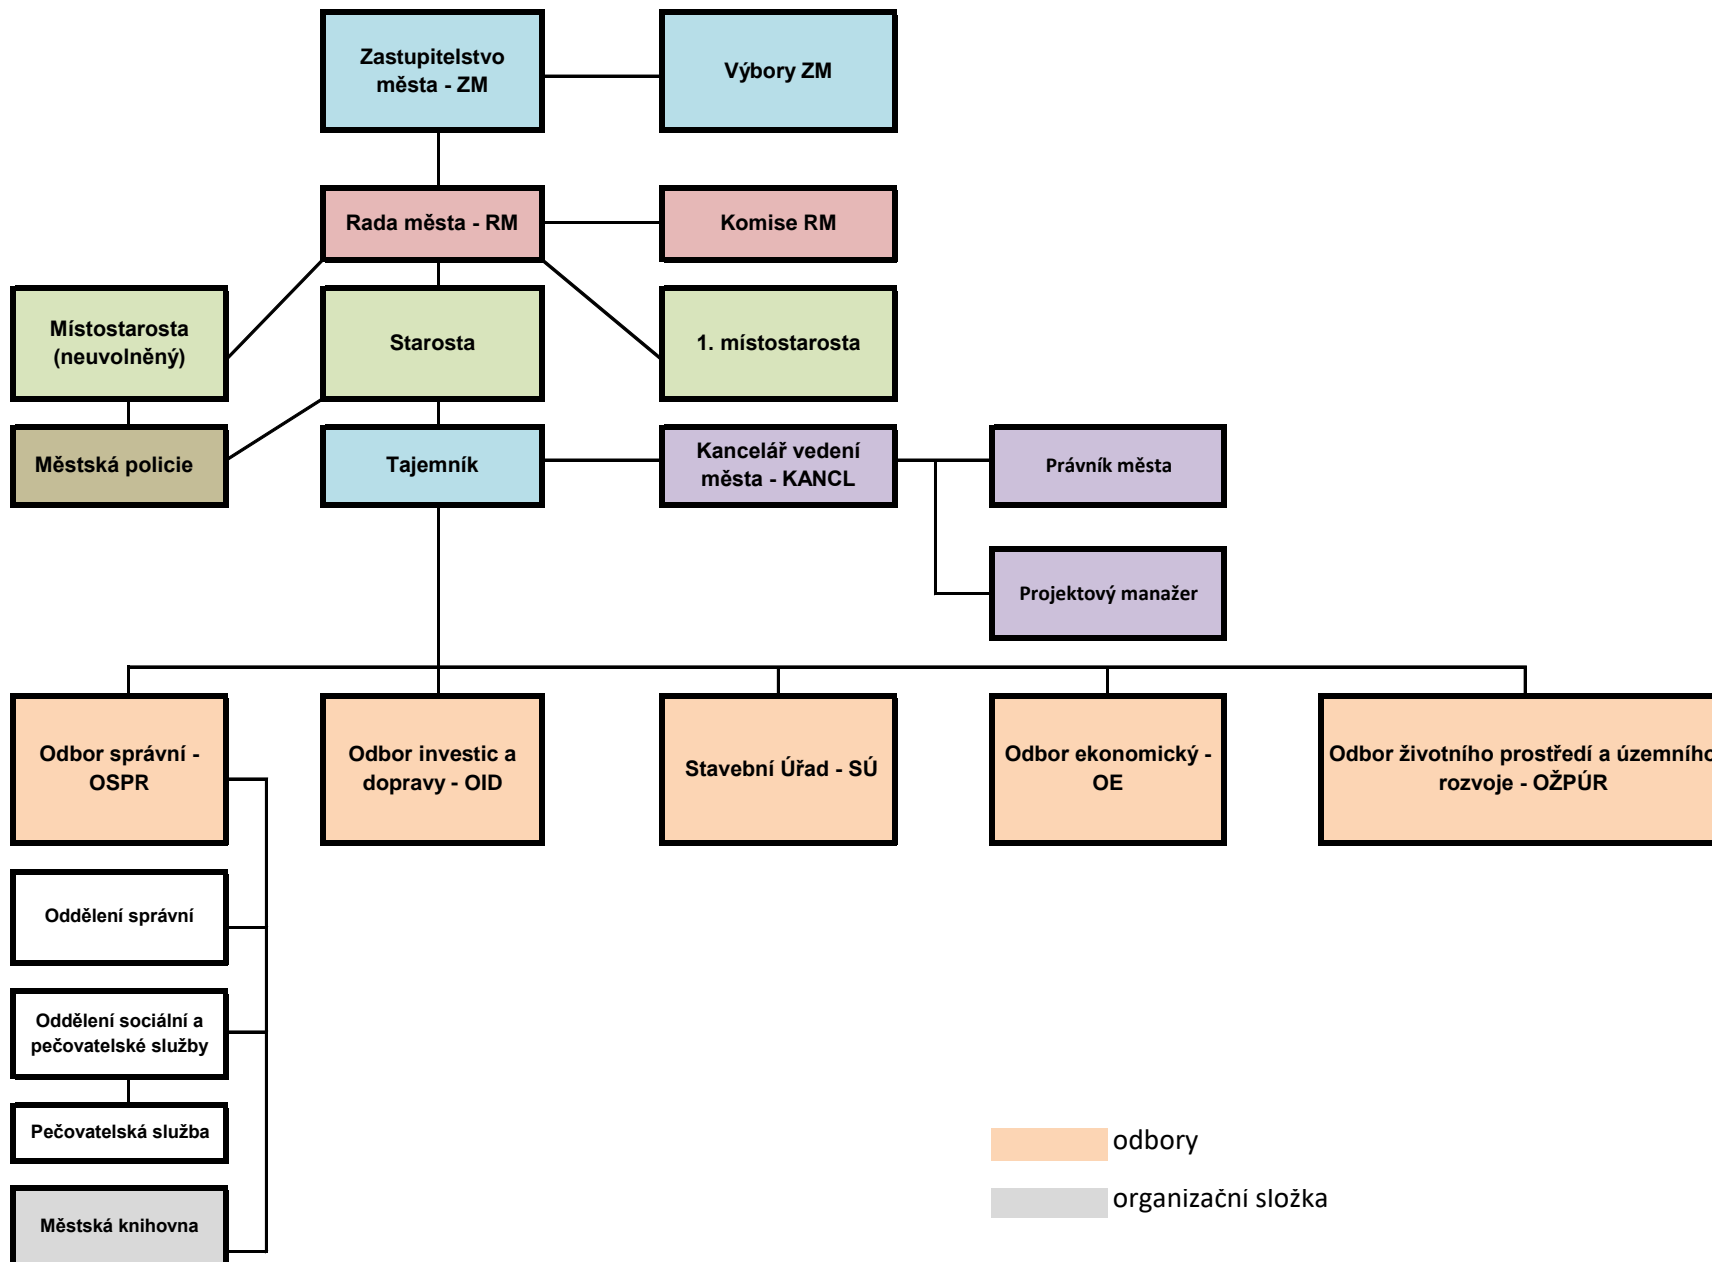 Zastupitelstvo
města - ZM
Výbory ZM
Rada města - RM
Komise RM
Místostarosta
(neuvolněný)
Starosta
1. místostarosta
Městská policie
Tajemník
Kancelář vedení
města - KANCL
Právník města
Projektový manažer
Odbor správní -
OSPR
Odbor investic a
dopravy - OID
Stavební Úřad - SÚ
Odbor ekonomický -
OE
Odbor životního prostředí a územního
rozvoje - OŽPÚR
Oddělení správní
Oddělení sociální a
pečovatelské služby
Pečovatelská služba
Městská knihovna
odbory
organizační složka